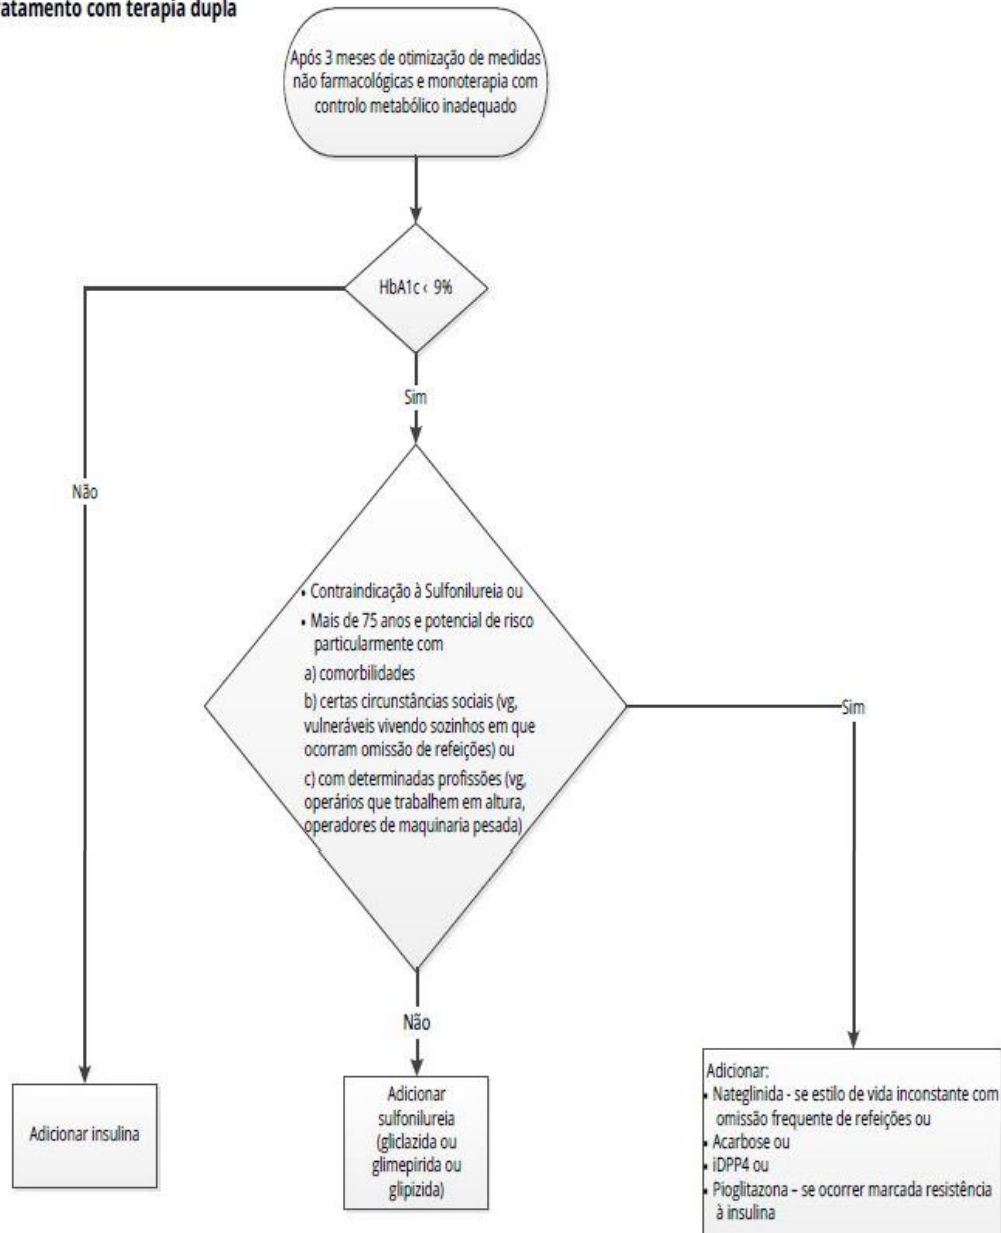 ratamento com terapia dupla
Após 3 meses de otimização de medidas
não farmacológicas e monoterapia com
controlo metabólico inadequado
HbA1c < 9%
Sim
Não
• Contraindicação à Sulfonilureia ou
• Mais de 75 anos e potencial de risco
particularmente com
a) comorbilidades
b) certas circunstâncias sociais (vg,
vulneráveis vivendo sozinhos em que
ocorram omissão de refeições) ou
c) com determinadas profissões (vg,
operários que trabalhem em altura,
operadores de maquinaria pesada)
Sim
Não
Adicionar insulina
Adicionar
sulfonilureia
(gliclazida ou
glimepirida ou
glipizida)
Adicionar:
• Nateglinida - se estilo de vida inconstante com
omissão frequente de refeições ou
• Acarbose ou
• iDPP4 ou
• Pioglitazona – se ocorrer marcada resistência
à insulina